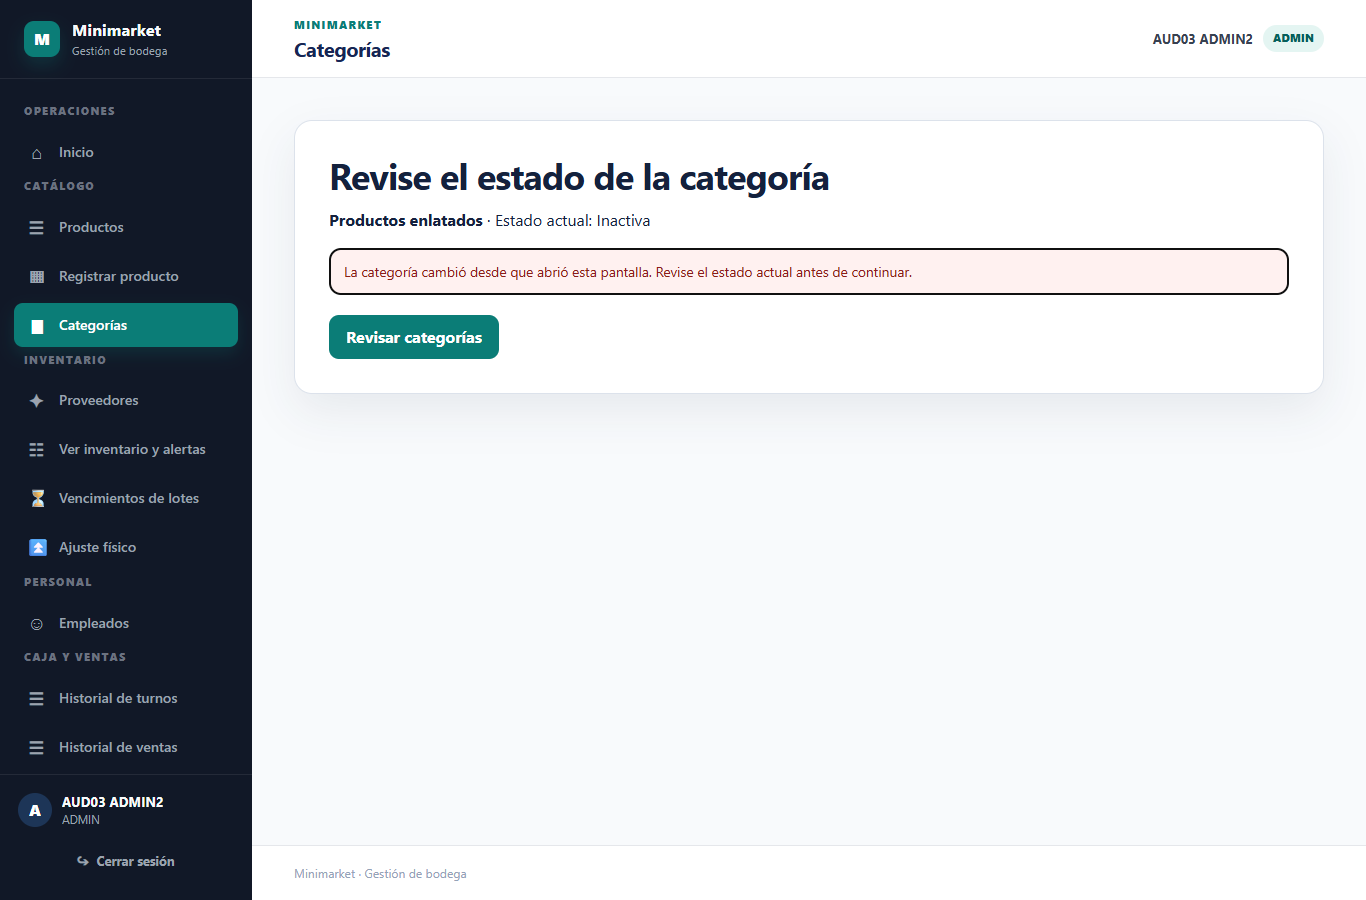 M
Minimarket
Gestión de bodega
OPERACIONES
Inicio
CATÁLOGO
Productos
Registrar producto
Categorías
INVENTARIO
Proveedores
Ver inventario y alertas
Vencimientos de lotes
Ajuste físico
PERSONAL
Empleados
CAJA Y VENTAS
Historial de turnos
Historial de ventas
A
AUD03 ADMIN2
ADMIN
Cerrar sesión
MINIMARKET
Categorías
AUD03 ADMIN2
ADMIN
Revise el estado de la categoría
Productos enlatados · Estado actual: Inactiva
La categoría cambió desde que abrió esta pantalla. Revise el estado actual antes de continuar.
Revisar categorías
Minimarket · Gestión de bodega